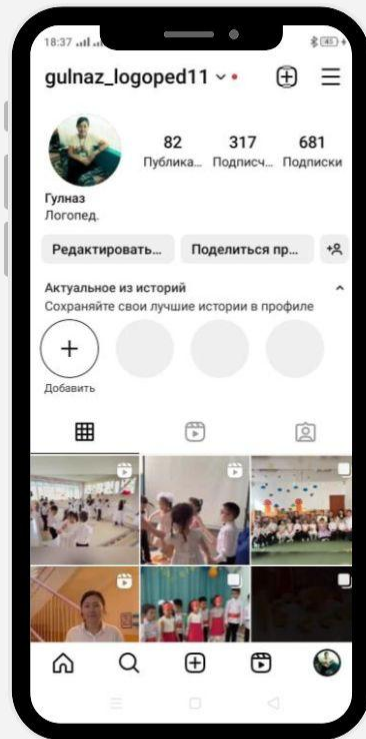 18:37
45
gulnaz_logoped11
82 317 681
Публика... Подписч... Подписки
Гулназ
Логопед.
Редактировать... Поделиться пр...
Актуальное из историй
Сохраняйте свои лучшие истории в профиле
Добавить